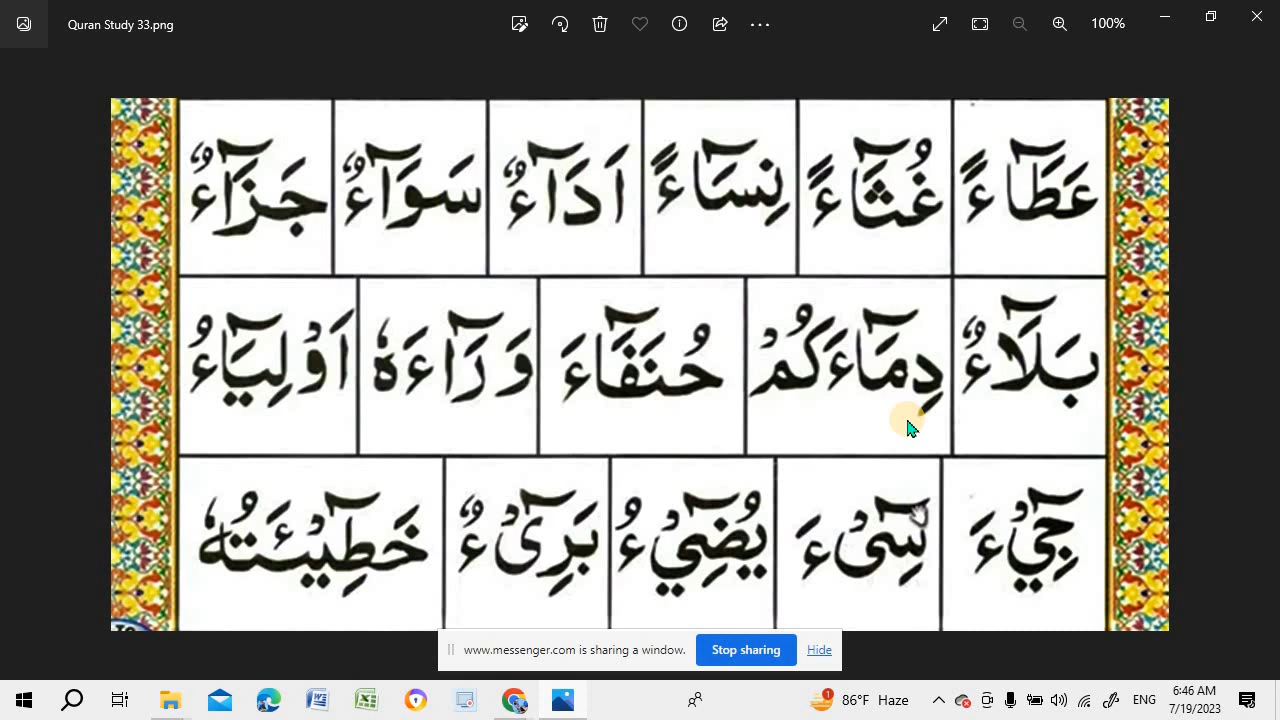 Quran Study 33.png
100%
عَطَآءً غُثَآءً نِسَآءً اَدَآءٌ سَوَآءٌ جَزَآءٌ
بَلَآءٌ دِمَآءَكُمْ حُنَفَآءَ وَرَآءَهٗ اَوْلِيَآءُ
جِيْٓءَ سِىْٓءَ يُضِيْٓءُ بَرِىْٓءٌ خَطِيْٓـَٔتُهٗ
www.messenger.com is sharing a window.
Stop sharing
Hide
1
86°F Haze
ENG
6:46 AM
7/19/2023